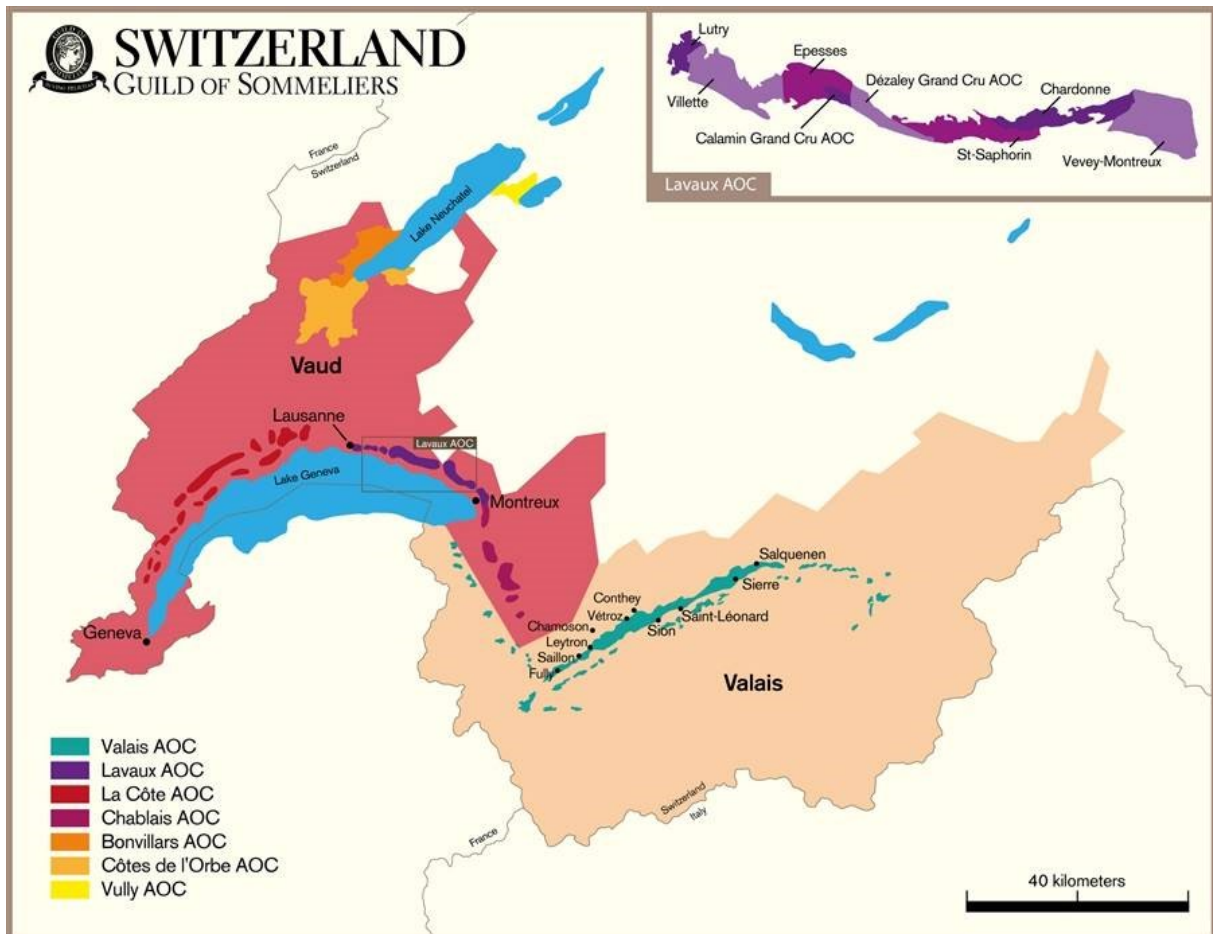 SWITZERLAND
GUILD OF SOMMELIERS
Lutry
Epesses
Dézaley Grand Cru AOC
Chardonne
Villette
Calamin Grand Cru AOC
St-Saphorin
Vevey-Montreux
Lavaux AOC
France
Switzerland
Lake Neuchatel
Vaud
Lausanne
Lavaux AOC
Lake Geneva
Montreux
Geneva
Salquenen
Sierre
Conthey
Saint-Léonard
Vétroz
Sion
Chamoson
Leytron
Saillon
Fully
Valais
Valais AOC
Lavaux AOC
La Côte AOC
Chablais AOC
Bonvillars AOC
Côtes de l'Orbe AOC
Vully AOC
Switzerland
Italy
France
40 kilometers